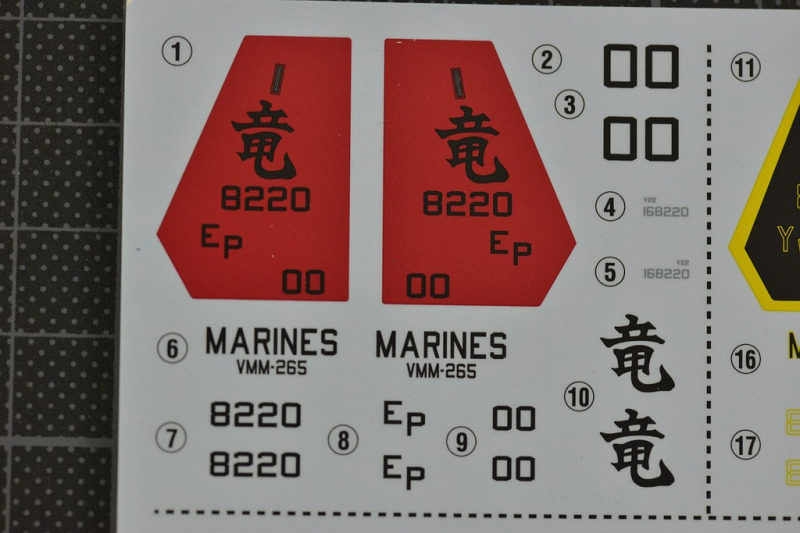 ①
竜
8220
EP
00
竜
8220
EP
00
②
00
③
00
④
168220
⑤
168220
⑥
MARINES
VMM-265
MARINES
VMM-265
⑦
8220
8220
⑧
EP
EP
⑨
00
00
⑩
竜
竜
⑪
Y
⑯
⑰